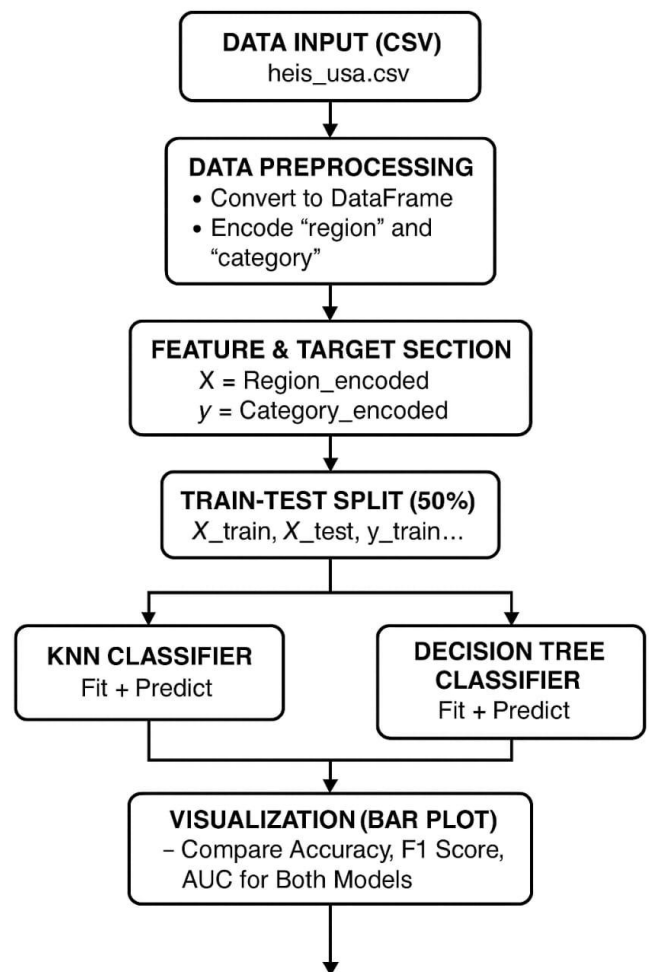 DATA INPUT (CSV)
heis_usa.csv
DATA PREPROCESSING
• Convert to DataFrame
• Encode “region” and
“category”
FEATURE & TARGET SECTION
X = Region_encoded
y = Category_encoded
TRAIN-TEST SPLIT (50%)
X_train, X_test, y_train...
KNN CLASSIFIER
Fit + Predict
DECISION TREE
CLASSIFIER
Fit + Predict
VISUALIZATION (BAR PLOT)
– Compare Accuracy, F1 Score,
AUC for Both Models